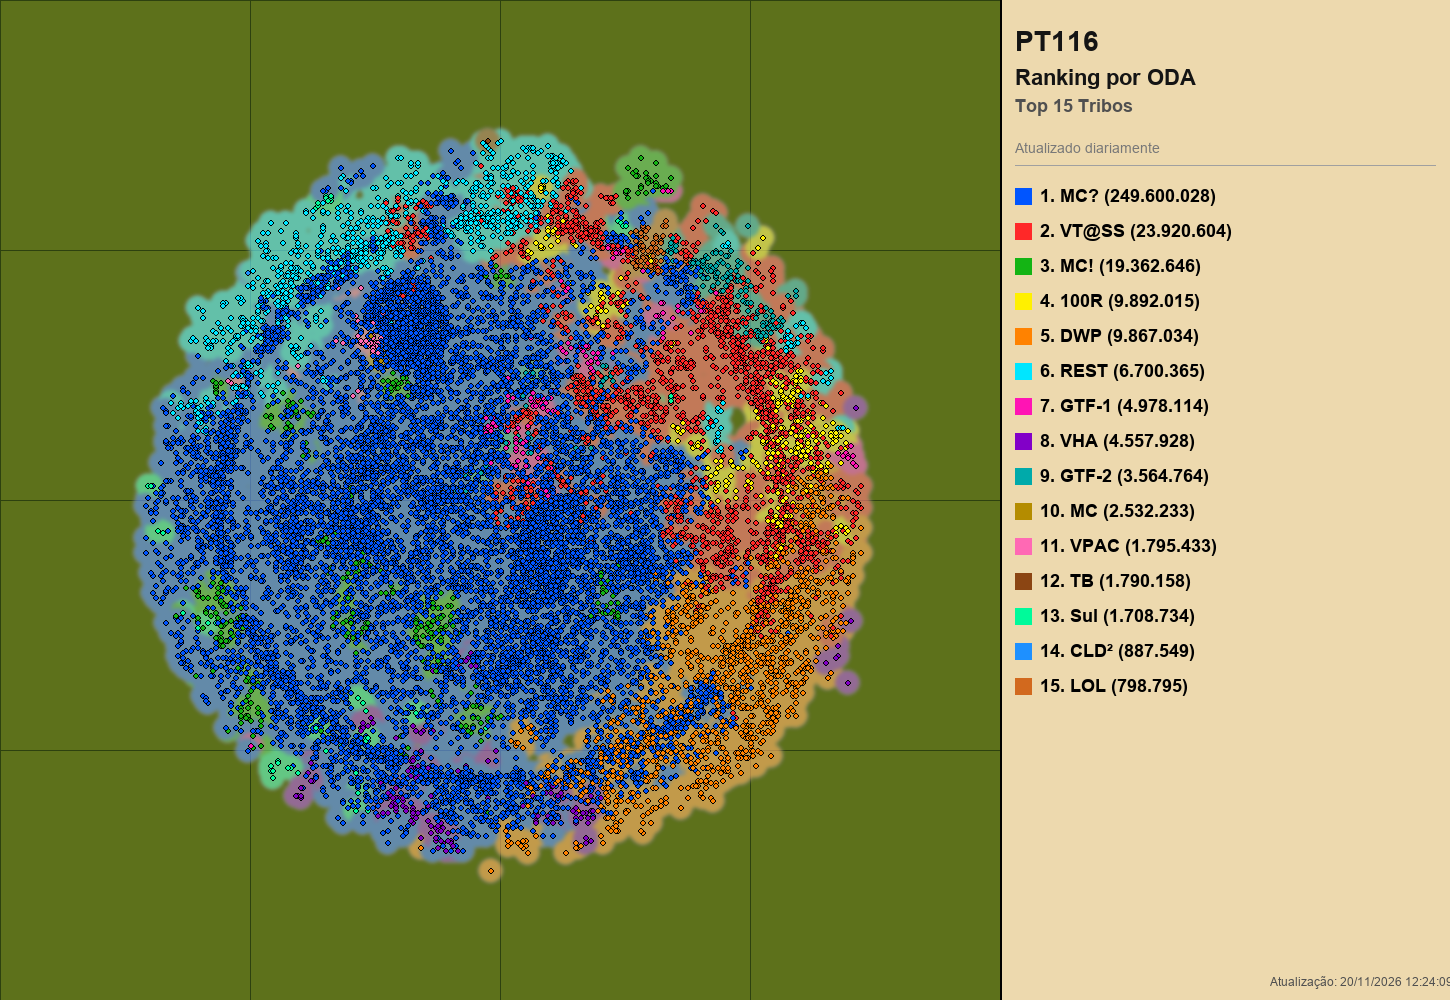 PT116
Ranking por ODA
Top 15 Tribos
Atualizado diariamente
1. MC? (249.600.028)
2. VT@SS (23.920.604)
3. MC! (19.362.646)
4. 100R (9.892.015)
5. DWP (9.867.034)
6. REST (6.700.365)
7. GTF-1 (4.978.114)
8. VHA (4.557.928)
9. GTF-2 (3.564.764)
10. MC (2.532.233)
11. VPAC (1.795.433)
12. TB (1.790.158)
13. Sul (1.708.734)
14. CLD² (887.549)
15. LOL (798.795)
Atualização: 20/11/2026 12:24:09